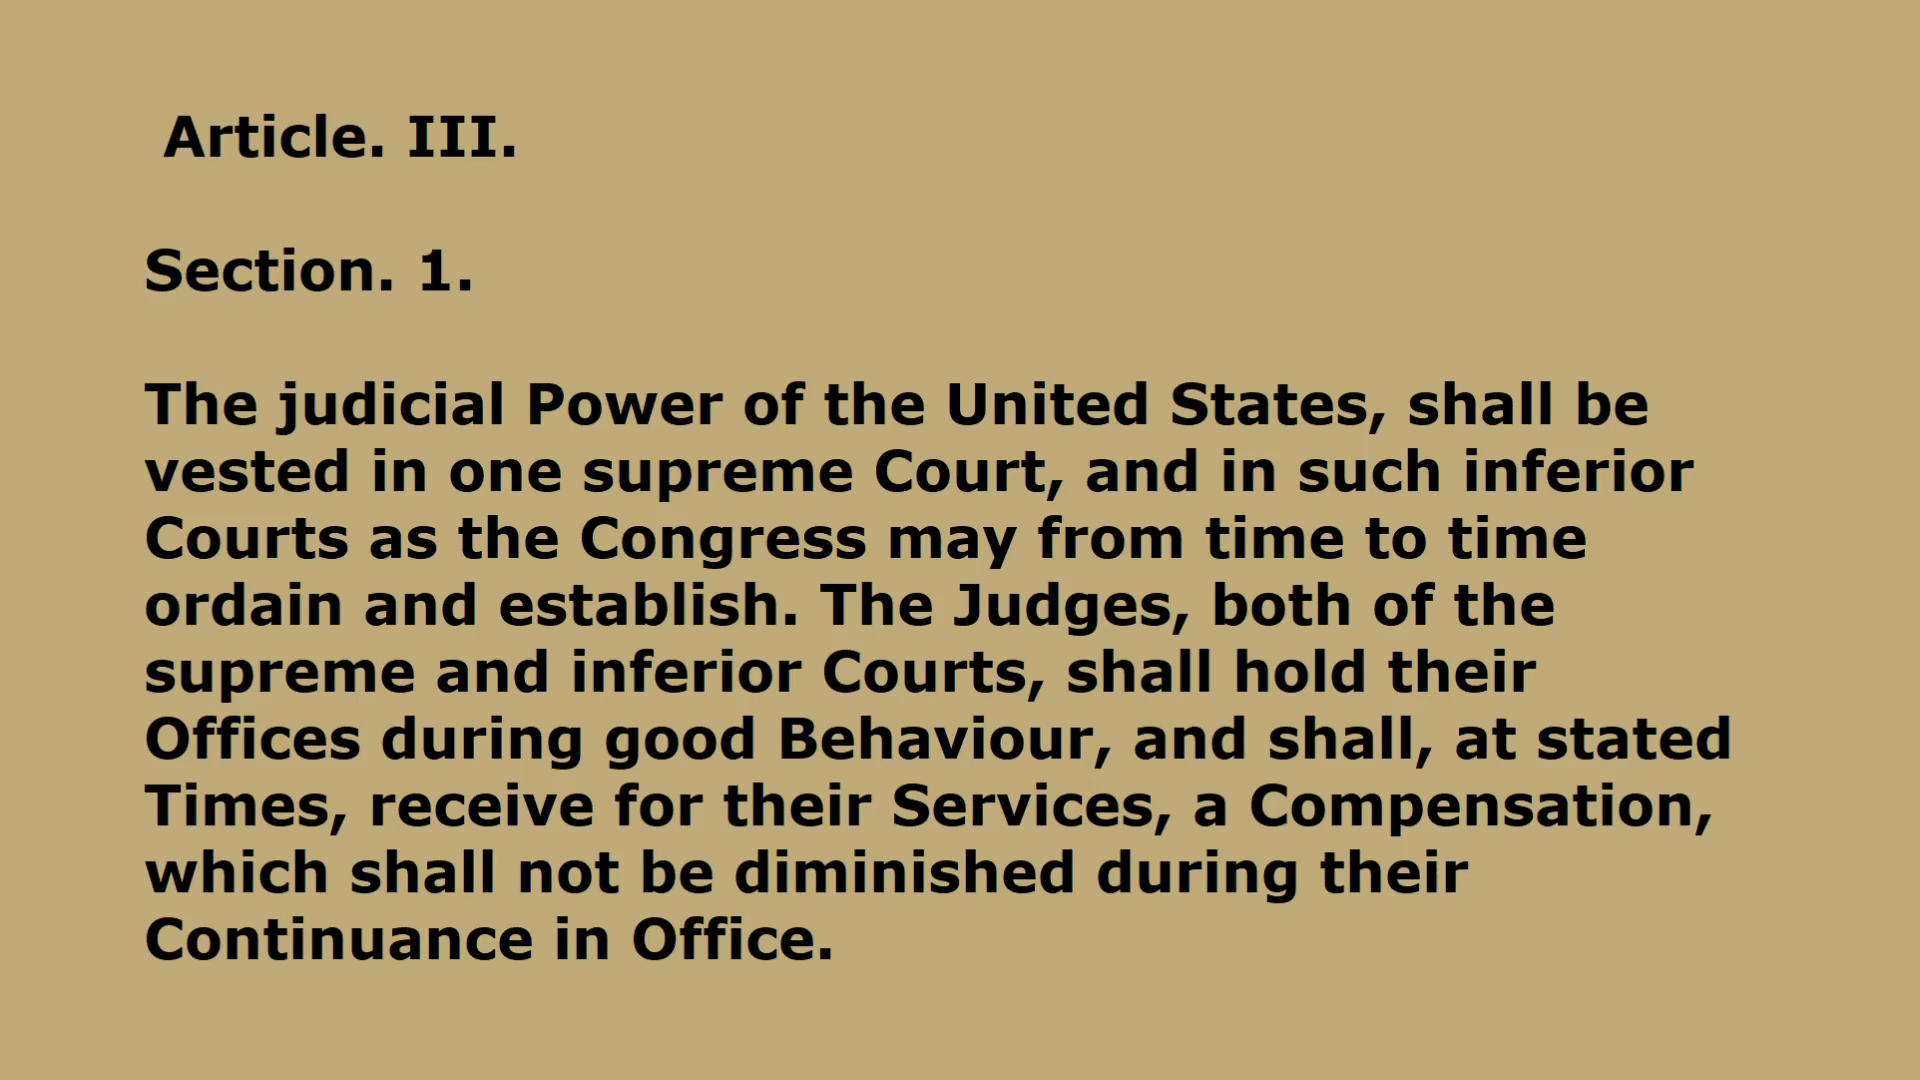 Article. III.
Section. 1.
The judicial Power of the United States, shall be
vested in one supreme Court, and in such inferior
Courts as the Congress may from time to time
ordain and establish. The Judges, both of the
supreme and inferior Courts, shall hold their
Offices during good Behaviour, and shall, at stated
Times, receive for their Services, a Compensation,
which shall not be diminished during their
Continuance in Office.